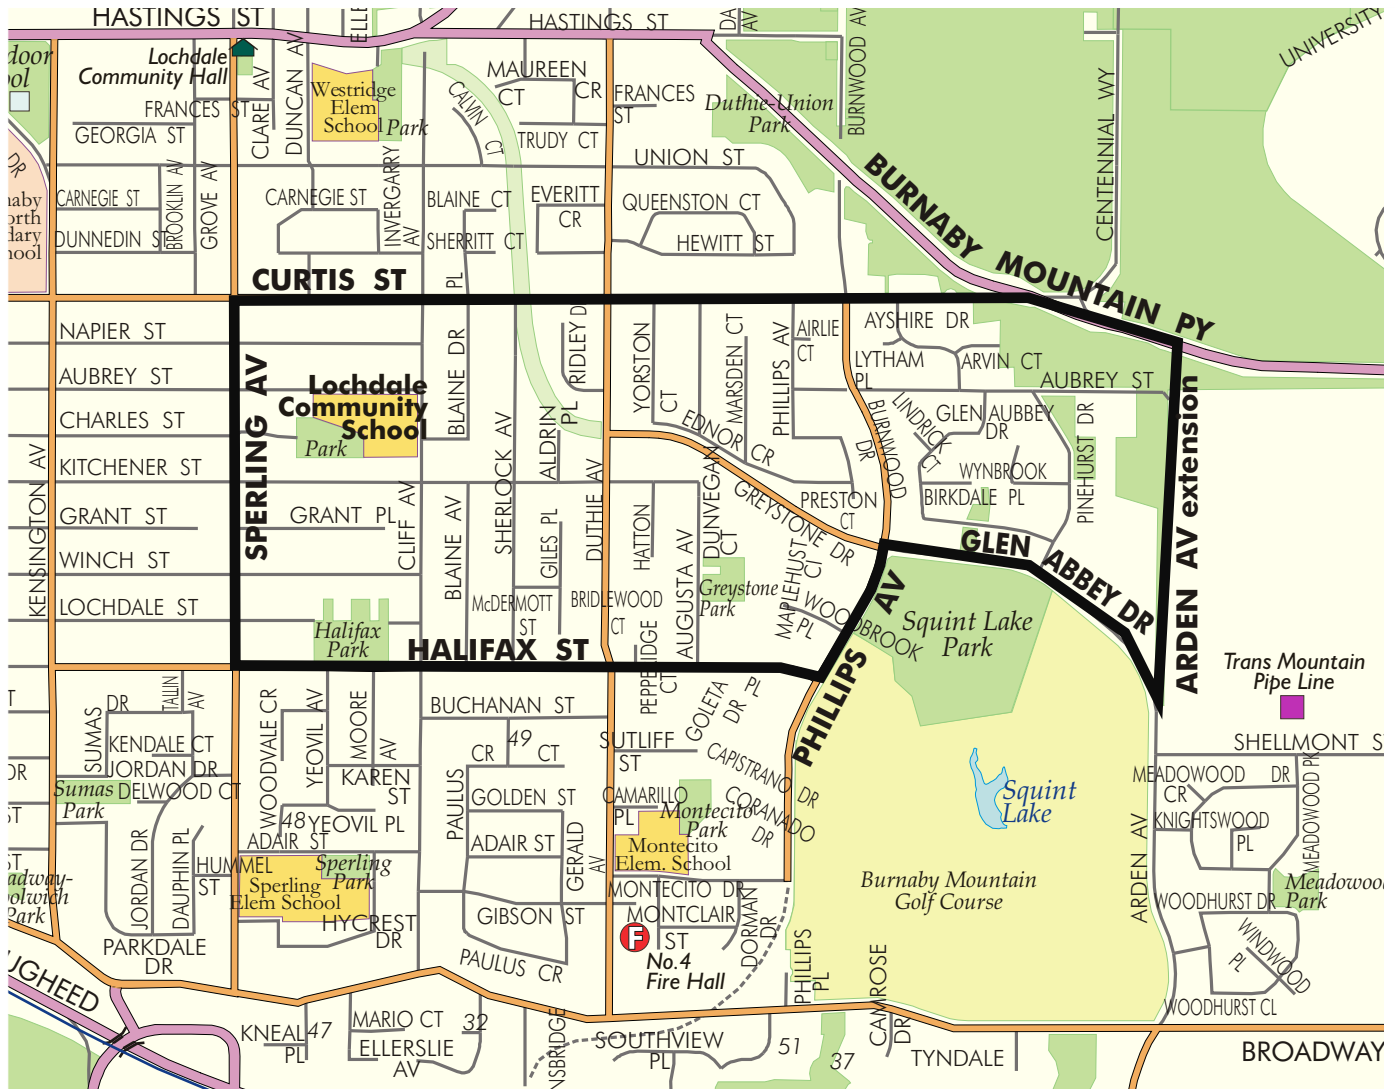 HASTINGS ST
HASTINGS ST
UNIVERSITY
Lochdale
Community Hall
CLARE AV
DUNCAN AV
Westridge
Elem
School
Park
MAUREEN
CT
CR
CALVIN CT
FRANCES
ST
Duthie-Union
Park
BURNWOOD AV
CENTENNIAL WY
FRANCES ST
GEORGIA ST
TRUDY CT
UNION ST
DR
BROOKLIN AV
GROVE AV
INVERGARRY
AV
CARNEGIE ST
CARNEGIE ST
BLAINE CT
EVERITT
CR
QUEENSTON CT
DUNNEDIN ST
SHERRITT CT
HEWITT ST
BURNABY MOUNTAIN PY
CURTIS ST
PL
NAPIER ST
AUBREY ST
CHARLES ST
KITCHENER ST
GRANT ST
WINCH ST
LOCHDALE ST
KENSINGTON AV
SPERLING AV
Lochdale
Community
School
Park
GRANT PL
CLIFF AV
BLAINE DR
BLAINE AV
SHERLOCK AV
ALDRIN
PL
RIDLEY D
GILES PL
DUTHIE AV
McDERMOTT
ST
BRIDLEWOOD
CT
YORSTON
CT
MARSDEN CT
PHILLIPS AV
AIRLIE
CT
AYSHIRE DR
LYTHAM
PL
ARVIN CT
AUBREY ST
BURNWOOD
DR
LINDRICK
CT
GLEN AUBBEY
DR
WYNBROOK
BIRKDALE PL
PINEHURST DR
ARDEN AV extension
EDNOR CR
GREYSTONE DR
PRESTON
CT
HATTON
AUGUSTA AV
DUNVEGAN
CT
Greystone
Park
MAPLEHUST
CT
WOODBROOK
PL
GLEN ABBEY DR
Squint Lake
Park
Halifax
Park
HALIFAX ST
PHILLIPS AV
Trans Mountain
Pipe Line
SHELLMONT S
SUMAS
DR
TALLIN
AV
KENDALE CT
JORDAN DR
DELWOOD CT
Sumas
Park
JORDAN DR
DAUPHIN PL
HUMMEL
ST
PARKDALE
DR
WOODVALE CR
YEOVIL AV
MOORE
AV
KAREN
ST
48
YEOVIL PL
ADAIR ST
Sperling
Park
Sperling
Elem School
HYCREST
DR
BUCHANAN ST
CR
49
CT
PAULUS
GOLDEN ST
ADAIR ST
GERALD
AV
GIBSON ST
PAULUS CR
PL
GOLETA
DR
SUTLIFF
ST
CAPISTRANO DR
CORANADO
DR
CAMARILLO
PL
Montecito
Park
Montecito
Elem. School
MONTECITO DR
MONTCLAIR
ST
DORMAN
DR
F
No.4
Fire Hall
Squint
Lake
Burnaby Mountain
Golf Course
PHILLIPS
PL
CAMROSE
DR
ARDEN AV
MEADOWOOD DR
CR
KNIGHTSWOOD
PL
MEADOWOOD PK
WOODHURST DR
Meadowood
Park
WINDWOOD
PL
WOODHURST CL
UGHEED
KNEAL
PL
47
MARIO CT
ELLERSLIE
AV
32
NSBRIDGE
SOUTHVIEW
PL
51
37
TYNDALE
BROADWAY